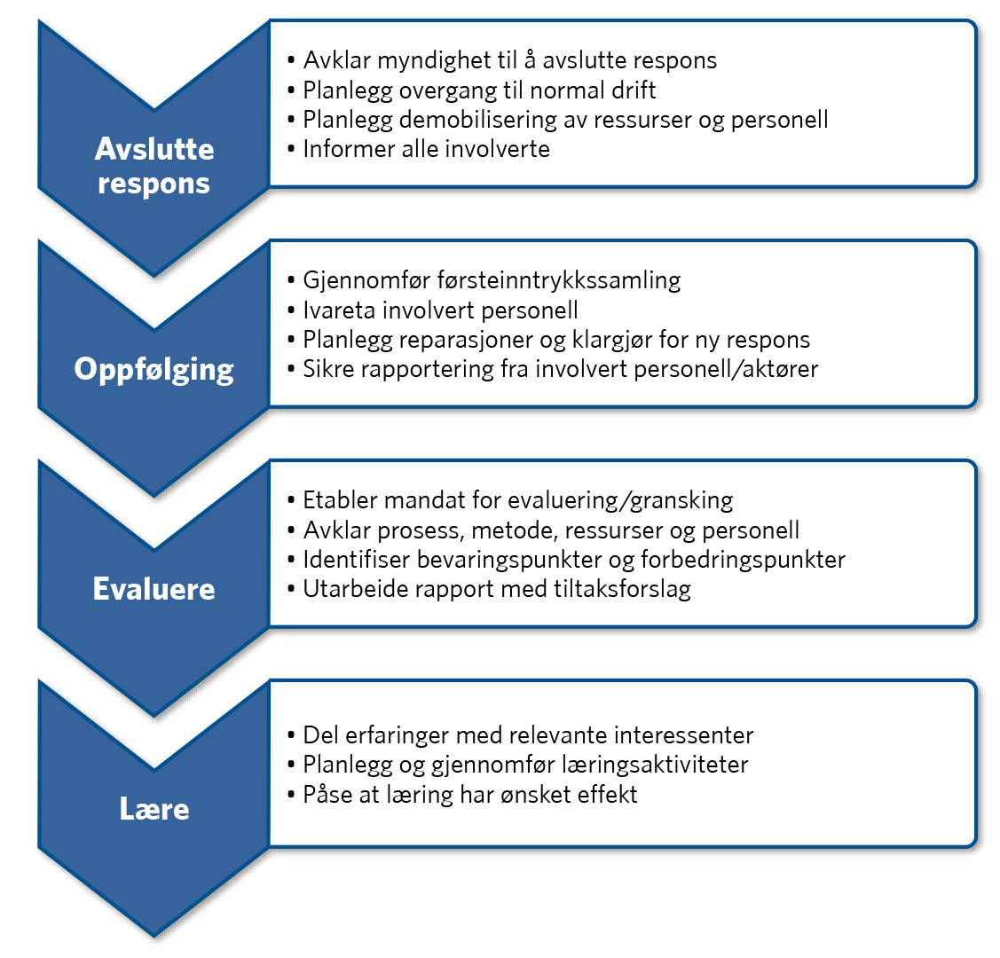 Avslutte
respons
• Avklar myndighet til å avslutte respons
• Planlegg overgang til normal drift
• Planlegg demobilisering av ressurser og personell
• Informer alle involverte
Oppfølging
• Gjennomfør førsteinntrykkssamling
• Ivareta involvert personell
• Planlegg reparasjoner og klargjør for ny respons
• Sikre rapportering fra involvert personell/aktører
Evaluere
• Etabler mandat for evaluering/gransking
• Avklar prosess, metode, ressurser og personell
• Identifiser bevaringspunkter og forbedringspunkter
• Utarbeide rapport med tiltaksforslag
Lære
• Del erfaringer med relevante interessenter
• Planlegg og gjennomfør læringsaktiviteter
• Påse at læring har ønsket effekt